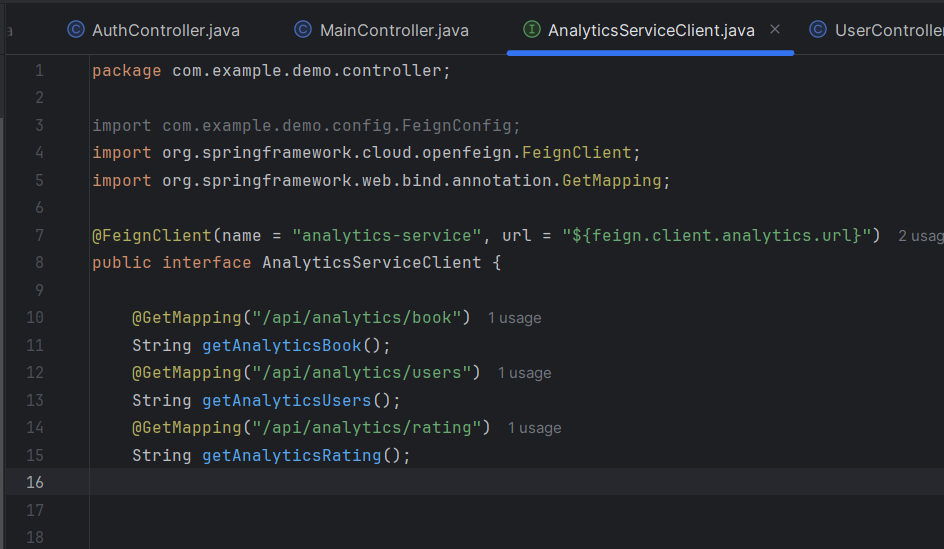 a AuthController.java MainController.java AnalyticsServiceClient.java UserController
1 package com.example.demo.controller;
2
3 import com.example.demo.config.FeignConfig;
4 import org.springframework.cloud.openfeign.FeignClient;
5 import org.springframework.web.bind.annotation.GetMapping;
6
7 @FeignClient(name = "analytics-service", url = "${feign.client.analytics.url}") 2 usag
8 public interface AnalyticsServiceClient {
9
10 @GetMapping("/api/analytics/book") 1 usage
11 String getAnalyticsBook();
12 @GetMapping("/api/analytics/users") 1 usage
13 String getAnalyticsUsers();
14 @GetMapping("/api/analytics/rating") 1 usage
15 String getAnalyticsRating();
16
17
18